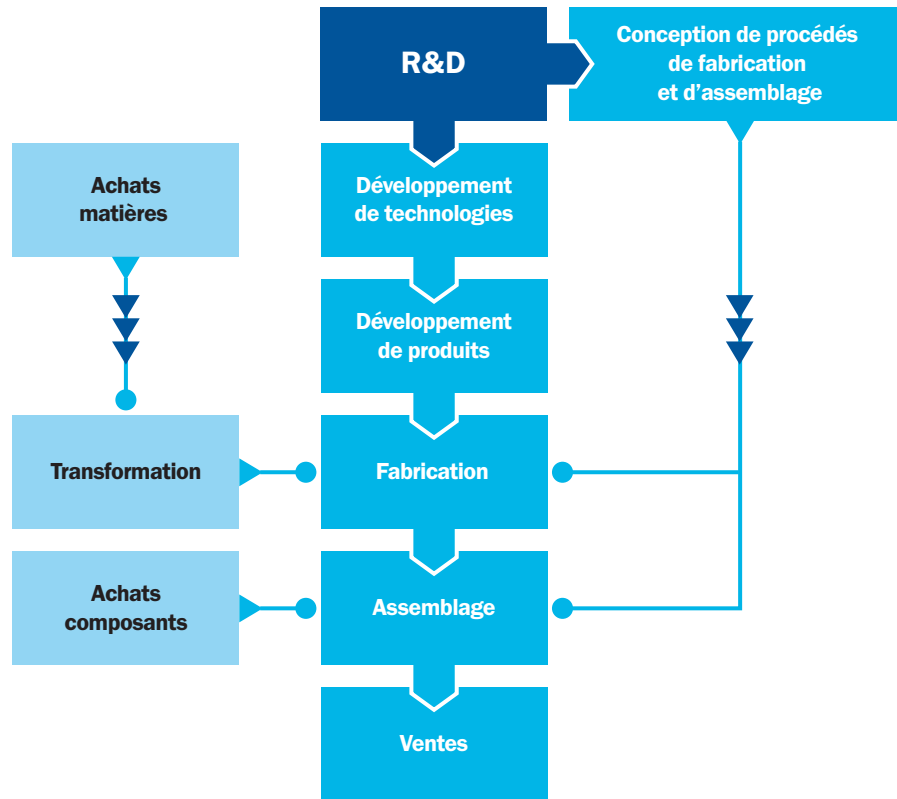 R&D
Conception de procédés
de fabrication
et d'assemblage
Achats
matières
Développement
de technologies
Développement
de produits
Transformation
Fabrication
Achats
composants
Assemblage
Ventes